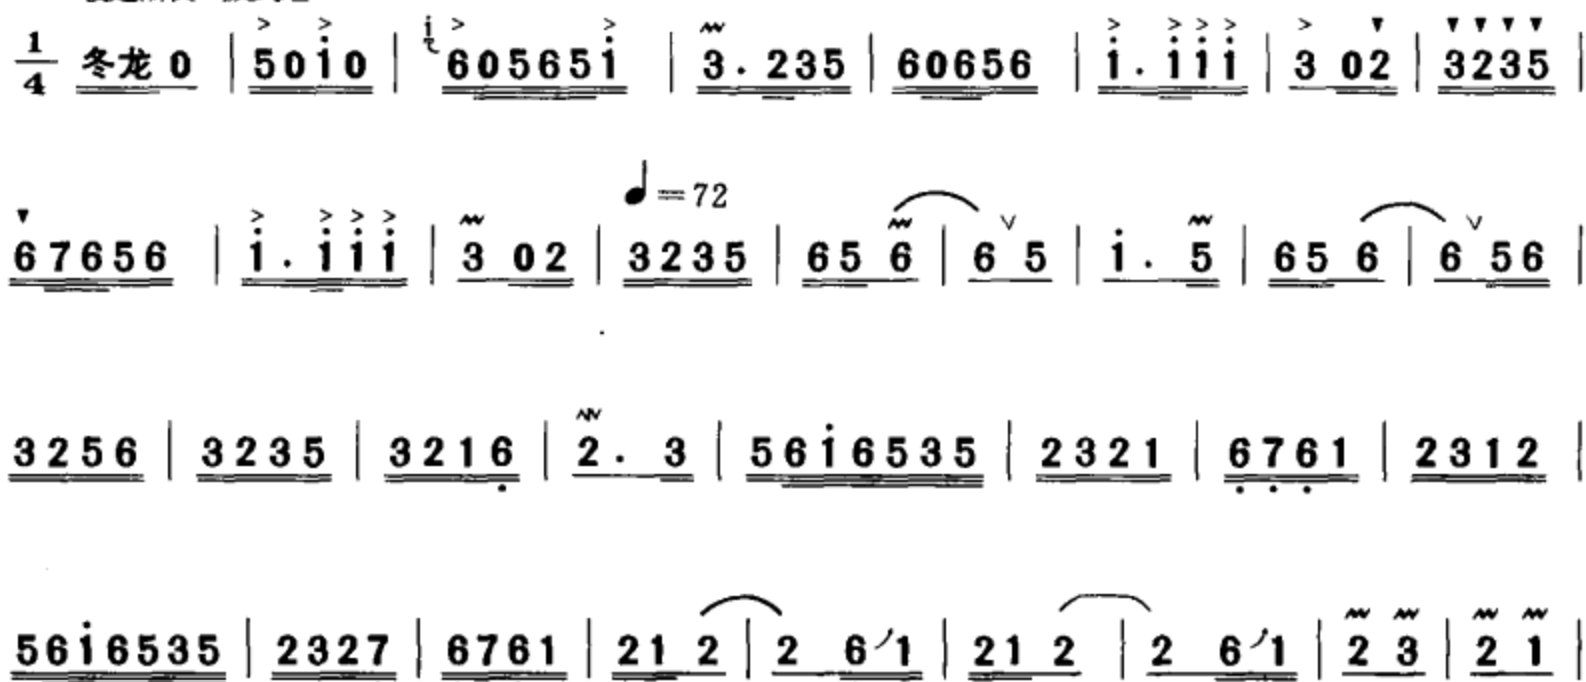 1/4 冬龙 0 | 5 0 i 0 | i 6 0 5 6 5 i | 3 . 2 3 5 | 6 0 6 5 6 | i . i i i | 3 0 2 | 3 2 3 5 |
♩=72
6 7 6 5 6 | i . i i i | 3 0 2 | 3 2 3 5 | 6 5 6 | 6 5 | i . 5 | 6 5 6 | 6 5 6 |
3 2 5 6 | 3 2 3 5 | 3 2 1 6 | 2 . 3 | 5 6 i 6 5 3 5 | 2 3 2 1 | 6 7 6 1 | 2 3 1 2 |
5 6 i 6 5 3 5 | 2 3 2 7 | 6 7 6 1 | 2 1 2 | 2 6 1 | 2 1 2 | 2 6 1 | 2 3 | 2 1 |